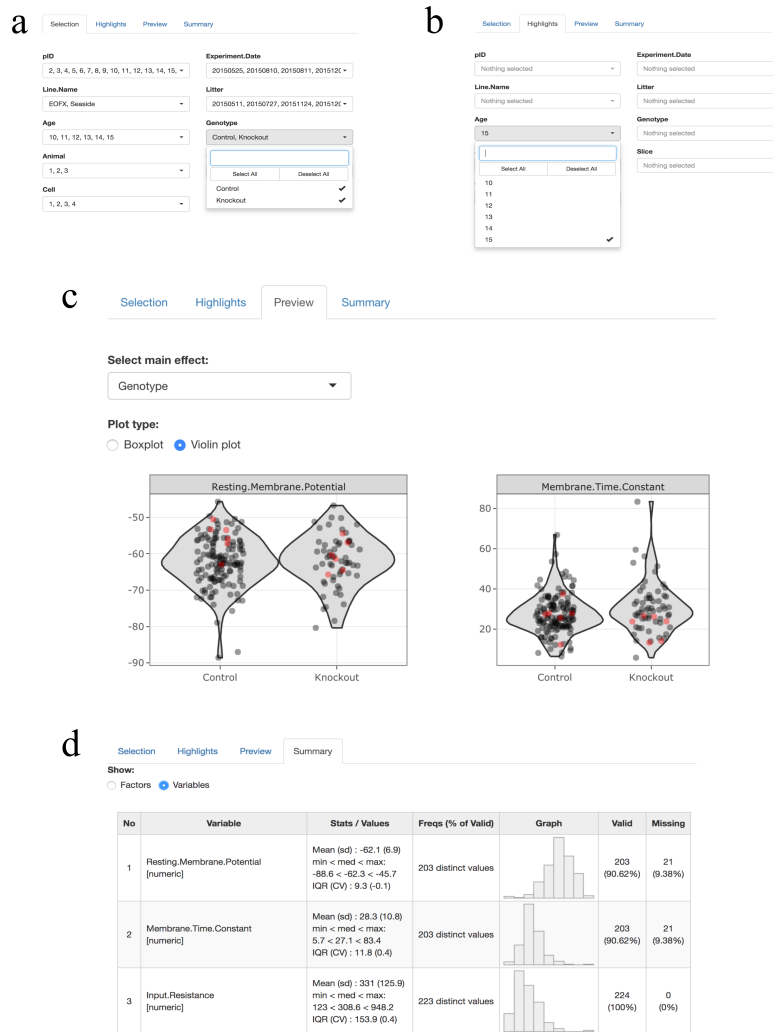 a
Selection Highlights Preview Summary
pID
2, 3, 4, 5, 6, 7, 8, 9, 10, 11, 12, 13, 14, 15,
Experiment.Date
20150525, 20150810, 20150811, 2015120
Line.Name
EOFX, Seaside
Litter
20150511, 20150727, 20151124, 2015120
Age
10, 11, 12, 13, 14, 15
Genotype
Control, Knockout
Select All Deselect All
Control
Knockout
Animal
1, 2, 3
Cell
1, 2, 3, 4
b
Selection Highlights Preview Summary
pID
Nothing selected
Experiment.Date
Nothing selected
Line.Name
Nothing selected
Litter
Nothing selected
Age
15
Select All Deselect All
10
11
12
13
14
15
Genotype
Nothing selected
Slice
Nothing selected
c
Selection Highlights Preview Summary
Select main effect:
Genotype
Plot type:
Boxplot Violin plot
Resting.Membrane.Potential
-50
-60
-70
-80
-90
Control Knockout
Membrane.Time.Constant
80
60
40
20
Control Knockout
d
Selection Highlights Preview Summary
Show:
Factors Variables
No Variable Stats / Values Freqs (% of Valid) Graph Valid Missing
1
Resting.Membrane.Potential
[numeric]
Mean (sd) : -62.1 (6.9)
min < med < max:
-88.6 < -62.3 < -45.7
IQR (CV) : 9.3 (-0.1)
203 distinct values
203
(90.62%)
21
(9.38%)
2
Membrane.Time.Constant
[numeric]
Mean (sd) : 28.3 (10.8)
min < med < max:
5.7 < 27.1 < 83.4
IQR (CV) : 11.8 (0.4)
203 distinct values
203
(90.62%)
21
(9.38%)
3
Input.Resistance
[numeric]
Mean (sd) : 331 (125.9)
min < med < max:
123 < 308.6 < 948.2
IQR (CV) : 153.9 (0.4)
223 distinct values
224
(100%)
0
(0%)